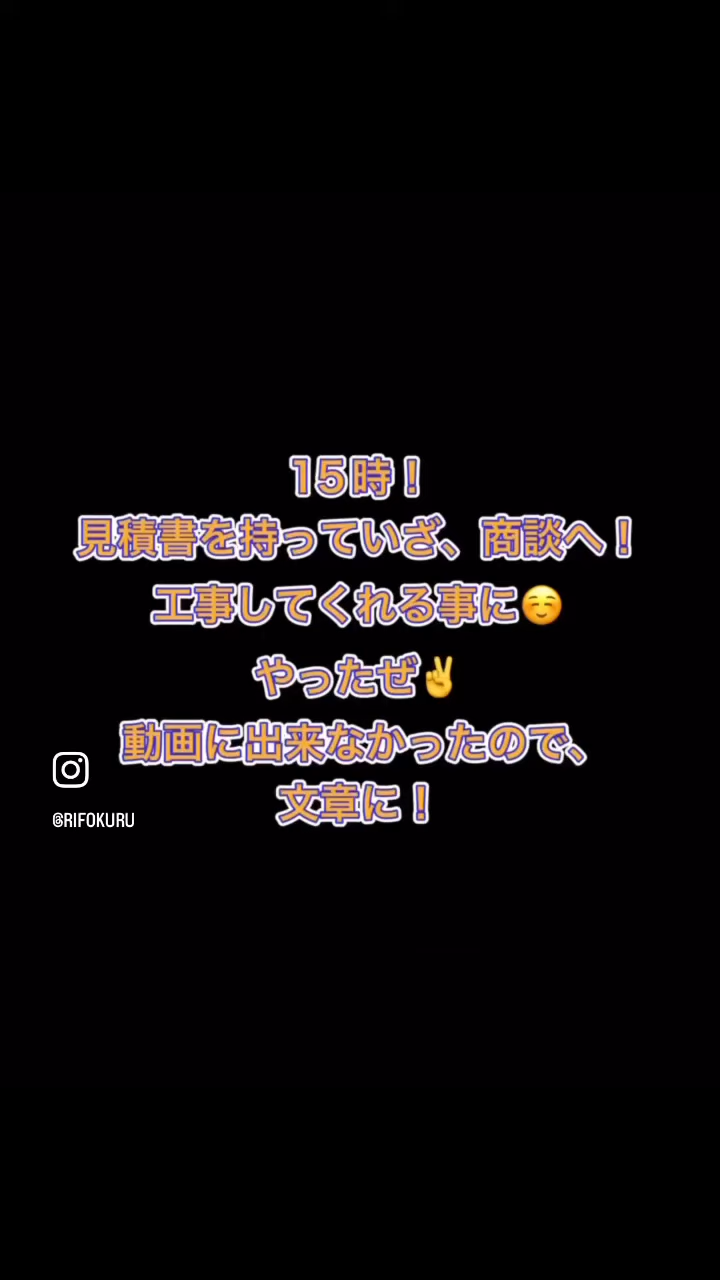 15時！
見積書を持っていざ、商談へ！
工事してくれる事に☺️
やったぜ✌️
動画に出来なかったので、
文章に！
@RIFOKURU